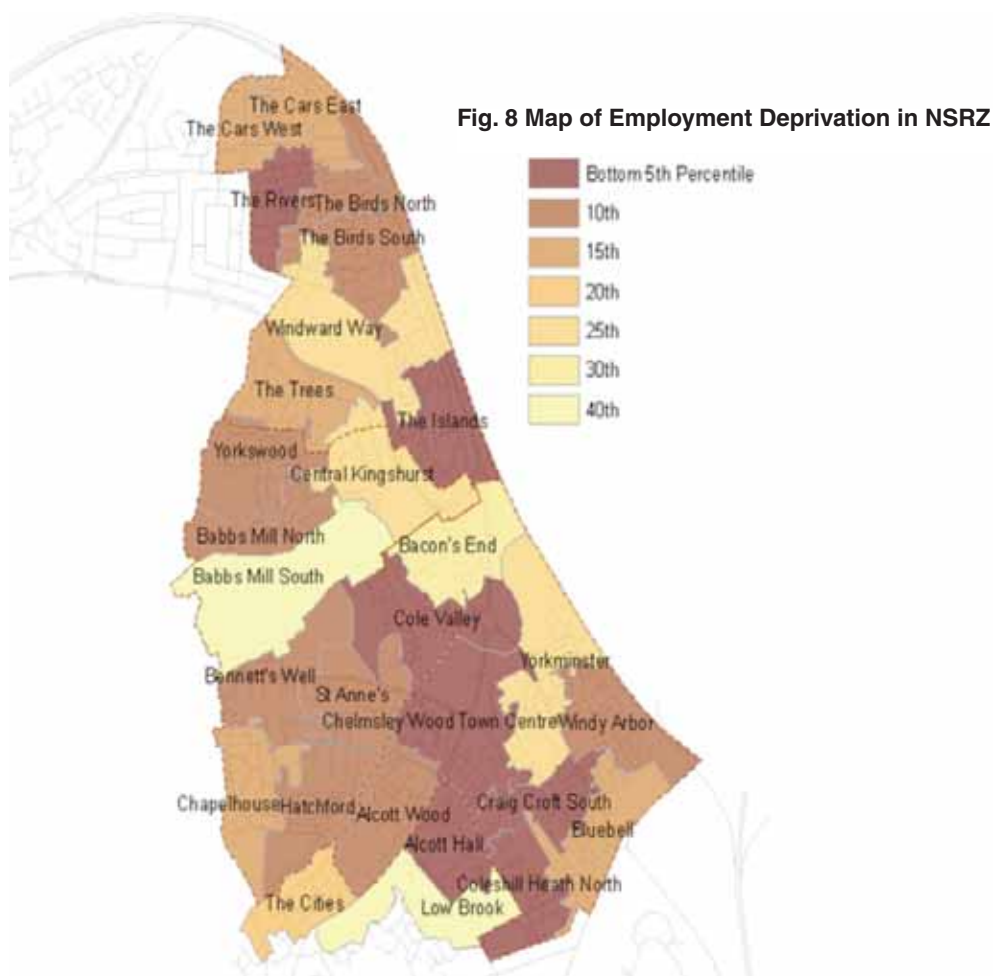 Fig. 8 Map of Employment Deprivation in NSRZ
Bottom 5th Percentile
10th
15th
20th
25th
30th
40th
The Cars East
The Cars West
The Rivers
The Birds North
The Birds South
Windward Way
The Trees
The Islands
Yorkswood
Central Kingshurst
Babbs Mill North
Bacon's End
Babbs Mill South
Cole Valley
Yorkminster
Bennett's Well
St Anne's
Chelmsley Wood Town Centre
Windy Arbor
Chapelhouse
Hatchford
Alcott Wood
Craig Croft South
Bluebell
Alcott Hall
Coleshill Heath North
The Cities
Low Brook